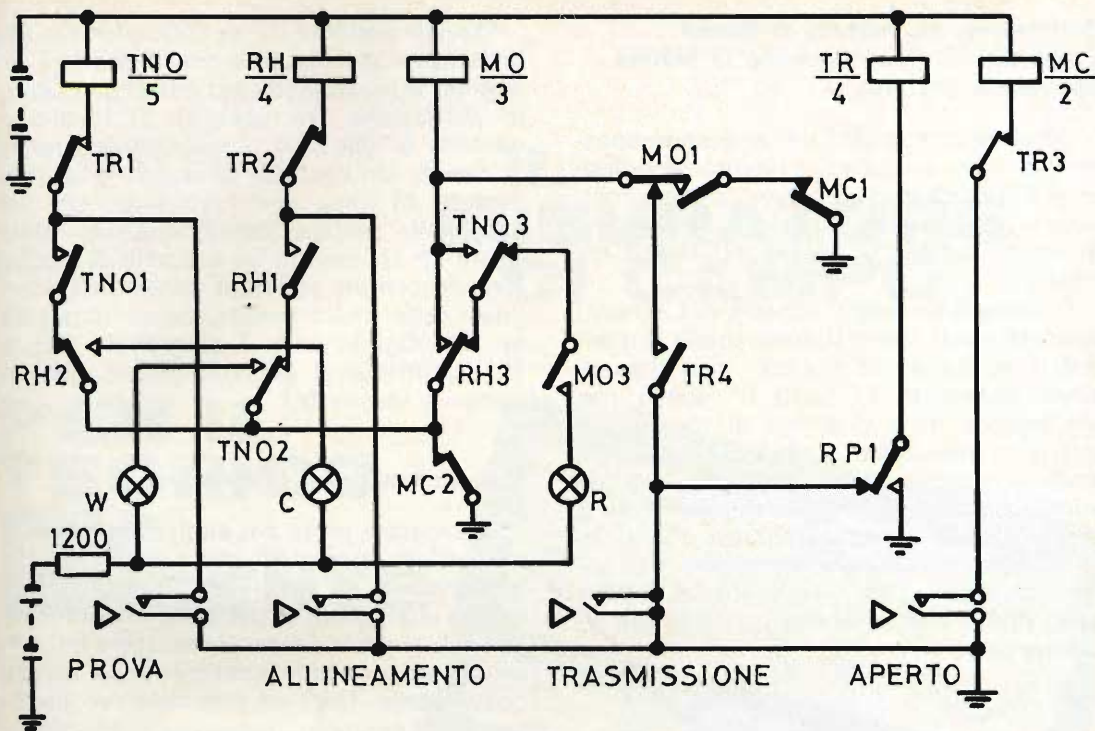 TNO RH MO TR MC
5 4 3 4 2
TR1 TR2 MO1 MC1 TR3
TNO3
TNO1 RH1
RH2 RH3 MO3 TR4
RP1
TNO2 MC2
W C R
1200
PROVA ALLINEAMENTO TRASMISSIONE APERTO